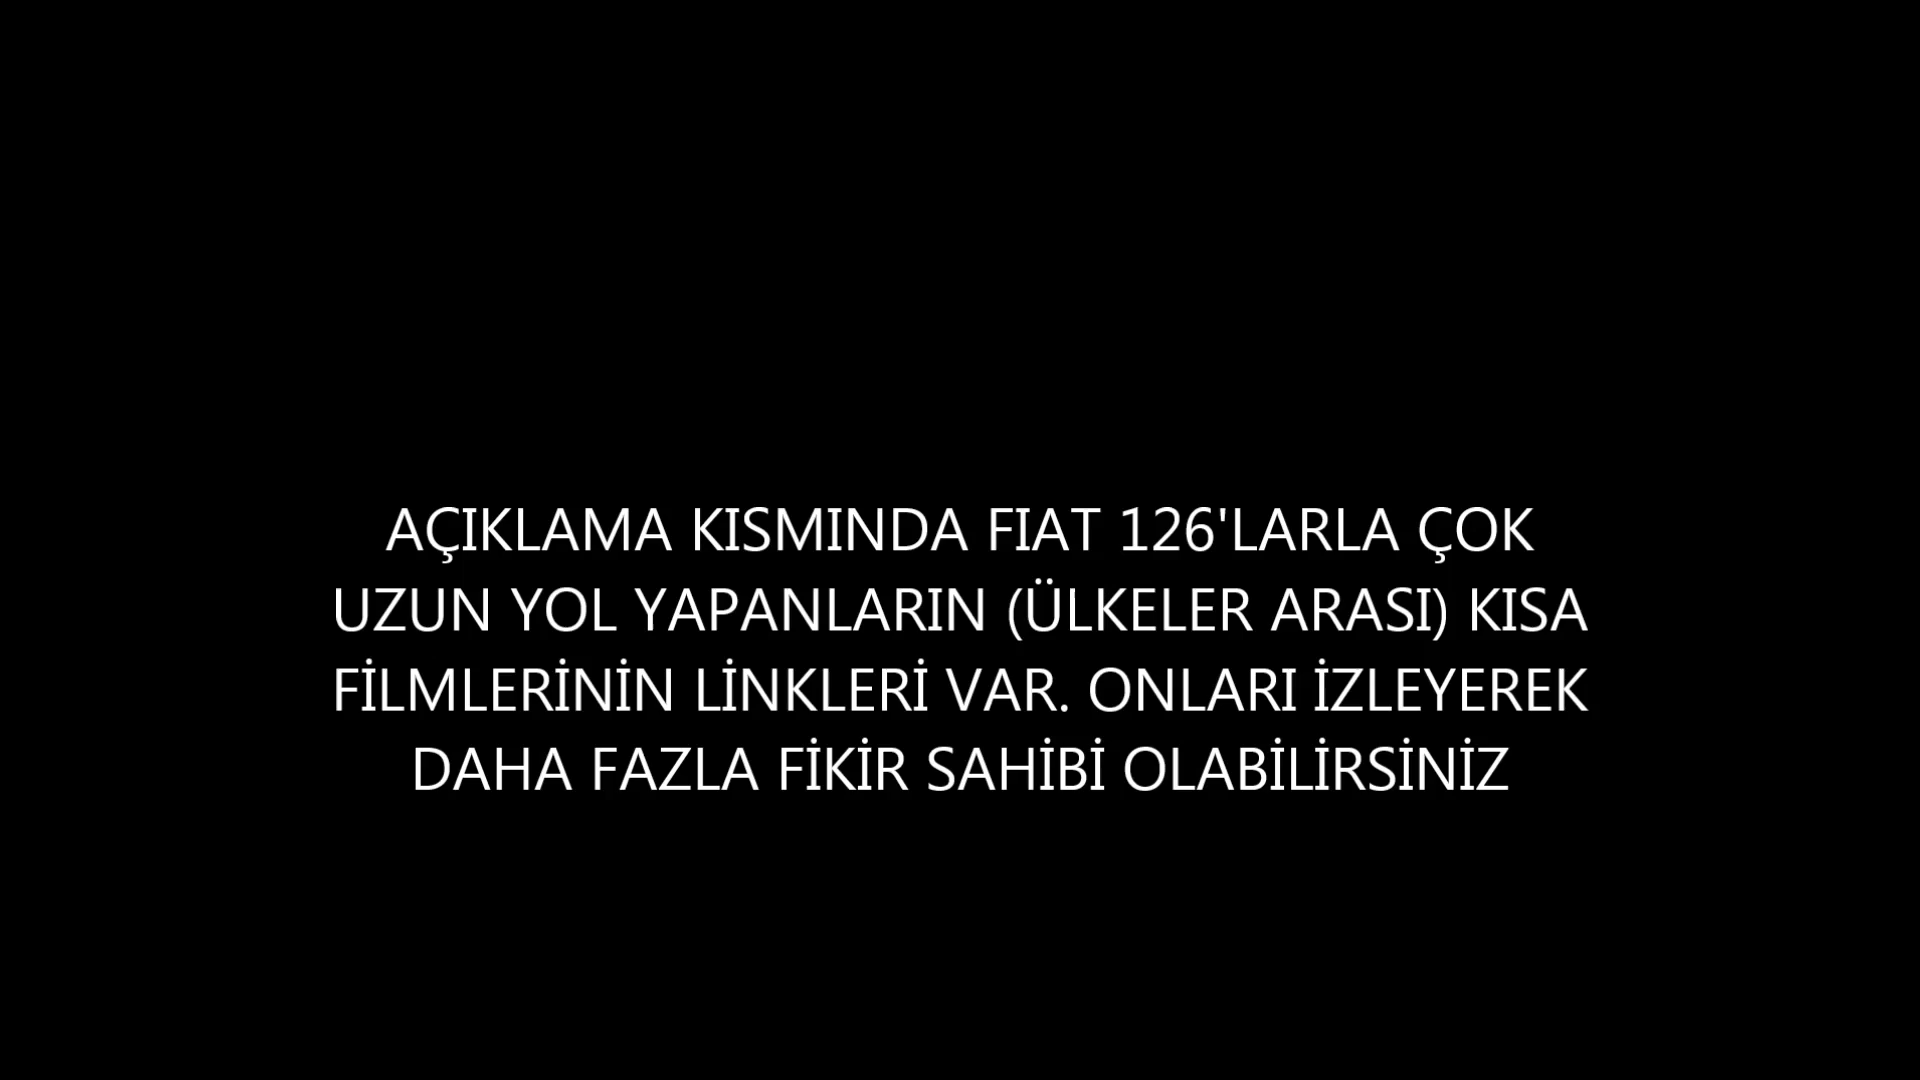 AÇIKLAMA KISMINDA FIAT 126'LARLA ÇOK
UZUN YOL YAPANLARIN (ÜLKELER ARASI) KISA
FİLMLERİNİN LİNKLERİ VAR. ONLARI İZLEYEREK
DAHA FAZLA FİKİR SAHİBİ OLABİLİRSİNİZ